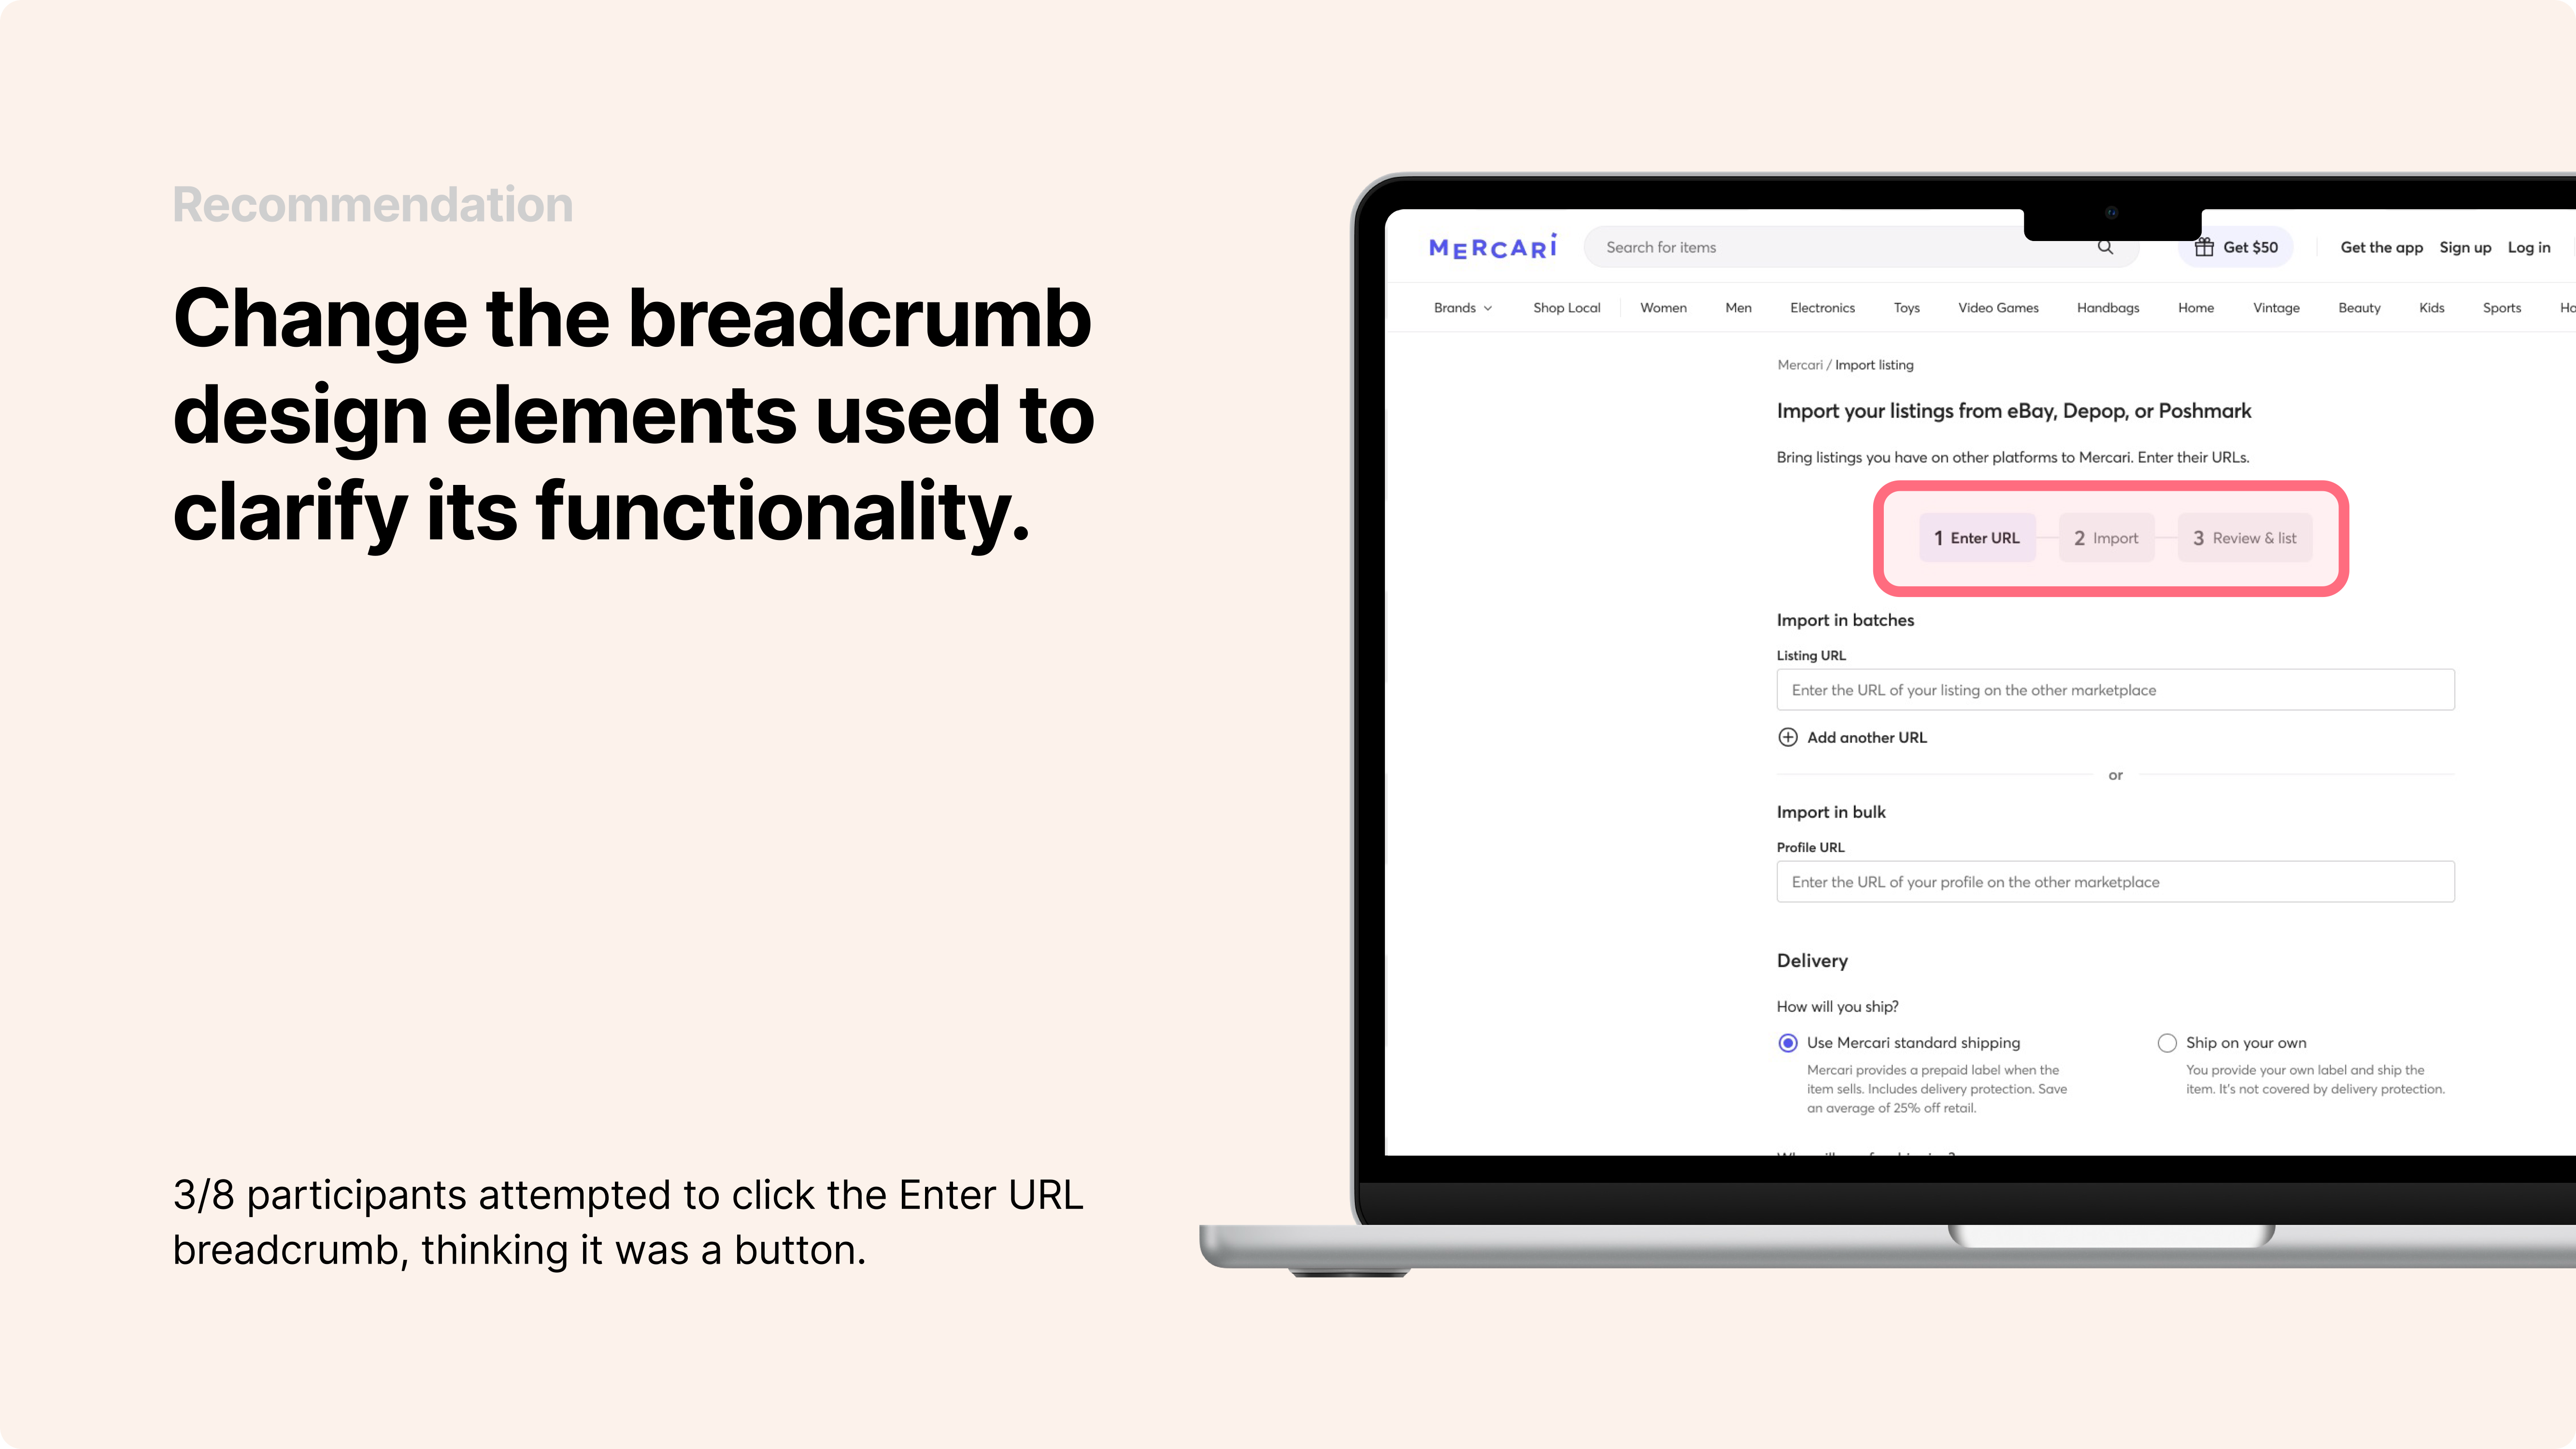 Recommendation
Change the breadcrumb
design elements used to
clarify its functionality.
3/8 participants attempted to click the Enter URL
breadcrumb, thinking it was a button.
MERCARI
Search for items
Get $50
Get the app
Sign up
Log in
Brands
Shop Local
Women
Men
Electronics
Toys
Video Games
Handbags
Home
Vintage
Beauty
Kids
Sports
Mercari / Import listing
Import your listings from eBay, Depop, or Poshmark
Bring listings you have on other platforms to Mercari. Enter their URLs.
1 Enter URL
2 Import
3 Review & list
Import in batches
Listing URL
Enter the URL of your listing on the other marketplace
Add another URL
or
Import in bulk
Profile URL
Enter the URL of your profile on the other marketplace
Delivery
How will you ship?
Use Mercari standard shipping
Mercari provides a prepaid label when the
item sells. Includes delivery protection. Save
an average of 25% off retail.
Ship on your own
You provide your own label and ship the
item. It's not covered by delivery protection.